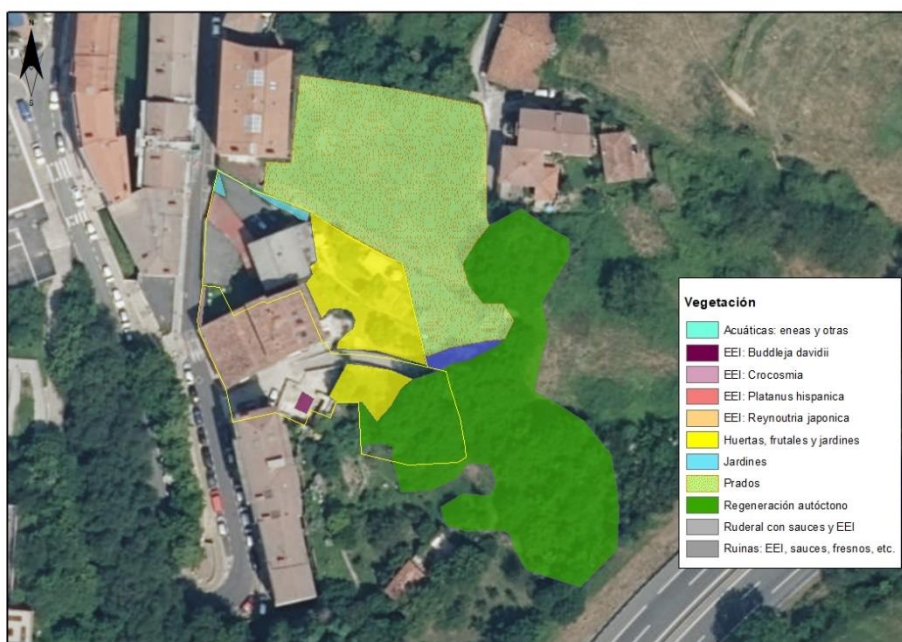 Vegetación
Acuáticas: eneas y otras
EEI: Buddleja davidii
EEI: Crocosmia
EEI: Platanus hispanica
EEI: Reynoutria japonica
Huertas, frutales y jardines
Jardines
Prados
Regeneración autóctono
Ruderal con sauces y EEI
Ruinas: EEI, sauces, fresnos, etc.